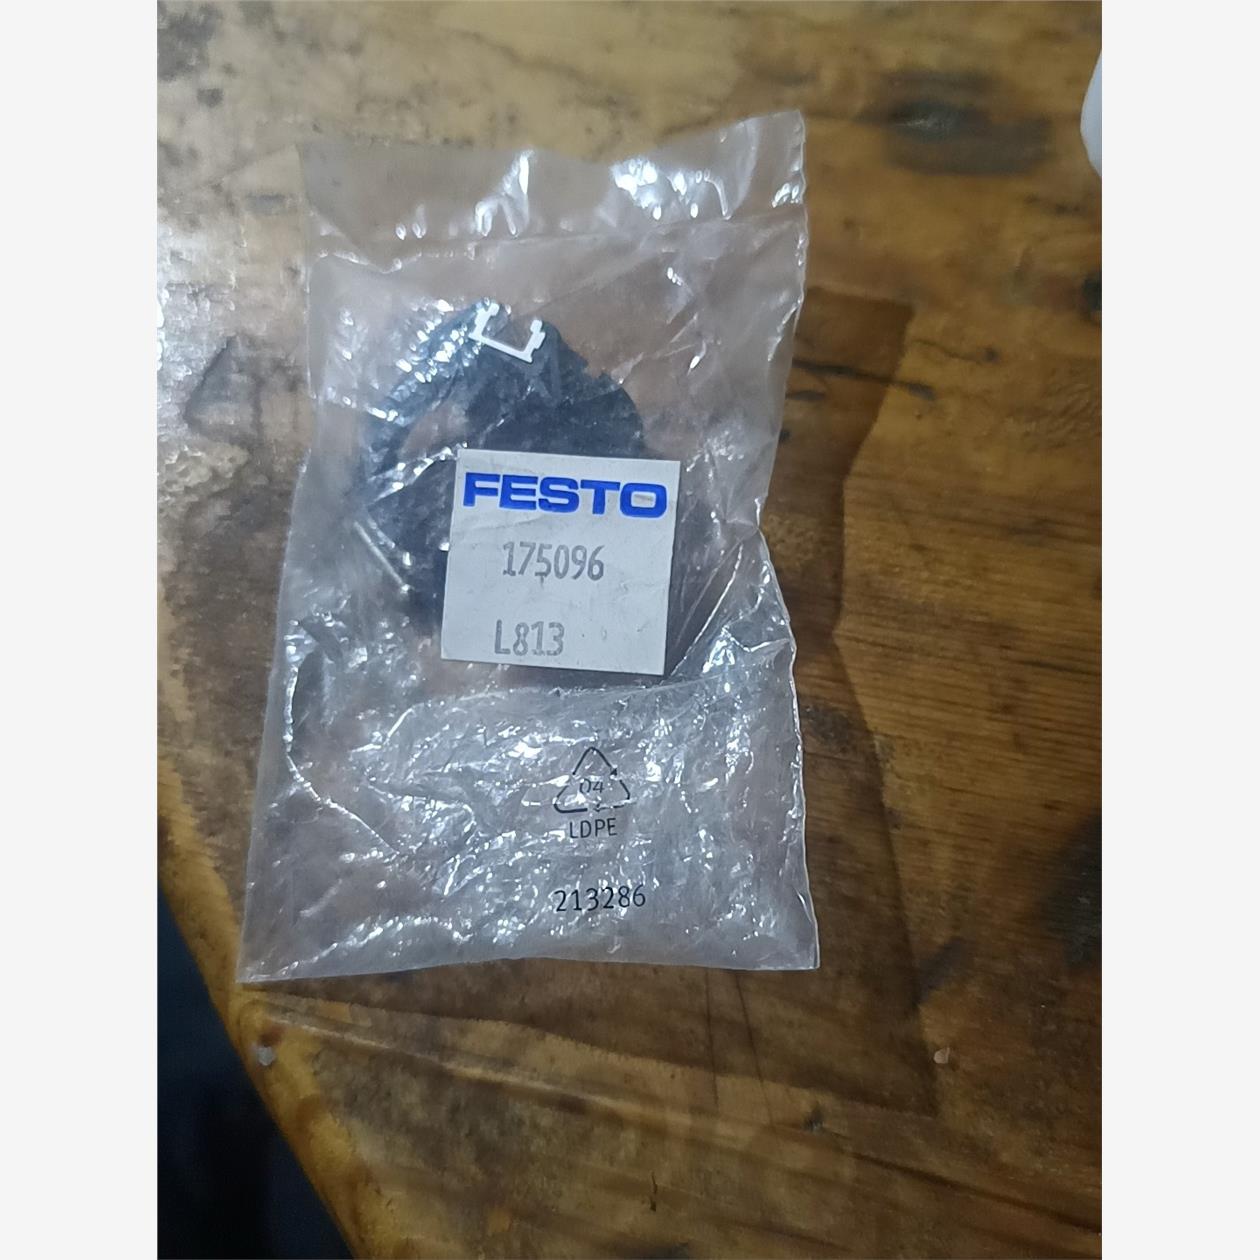 FESTO
175096
L813
04
LDPE
213286